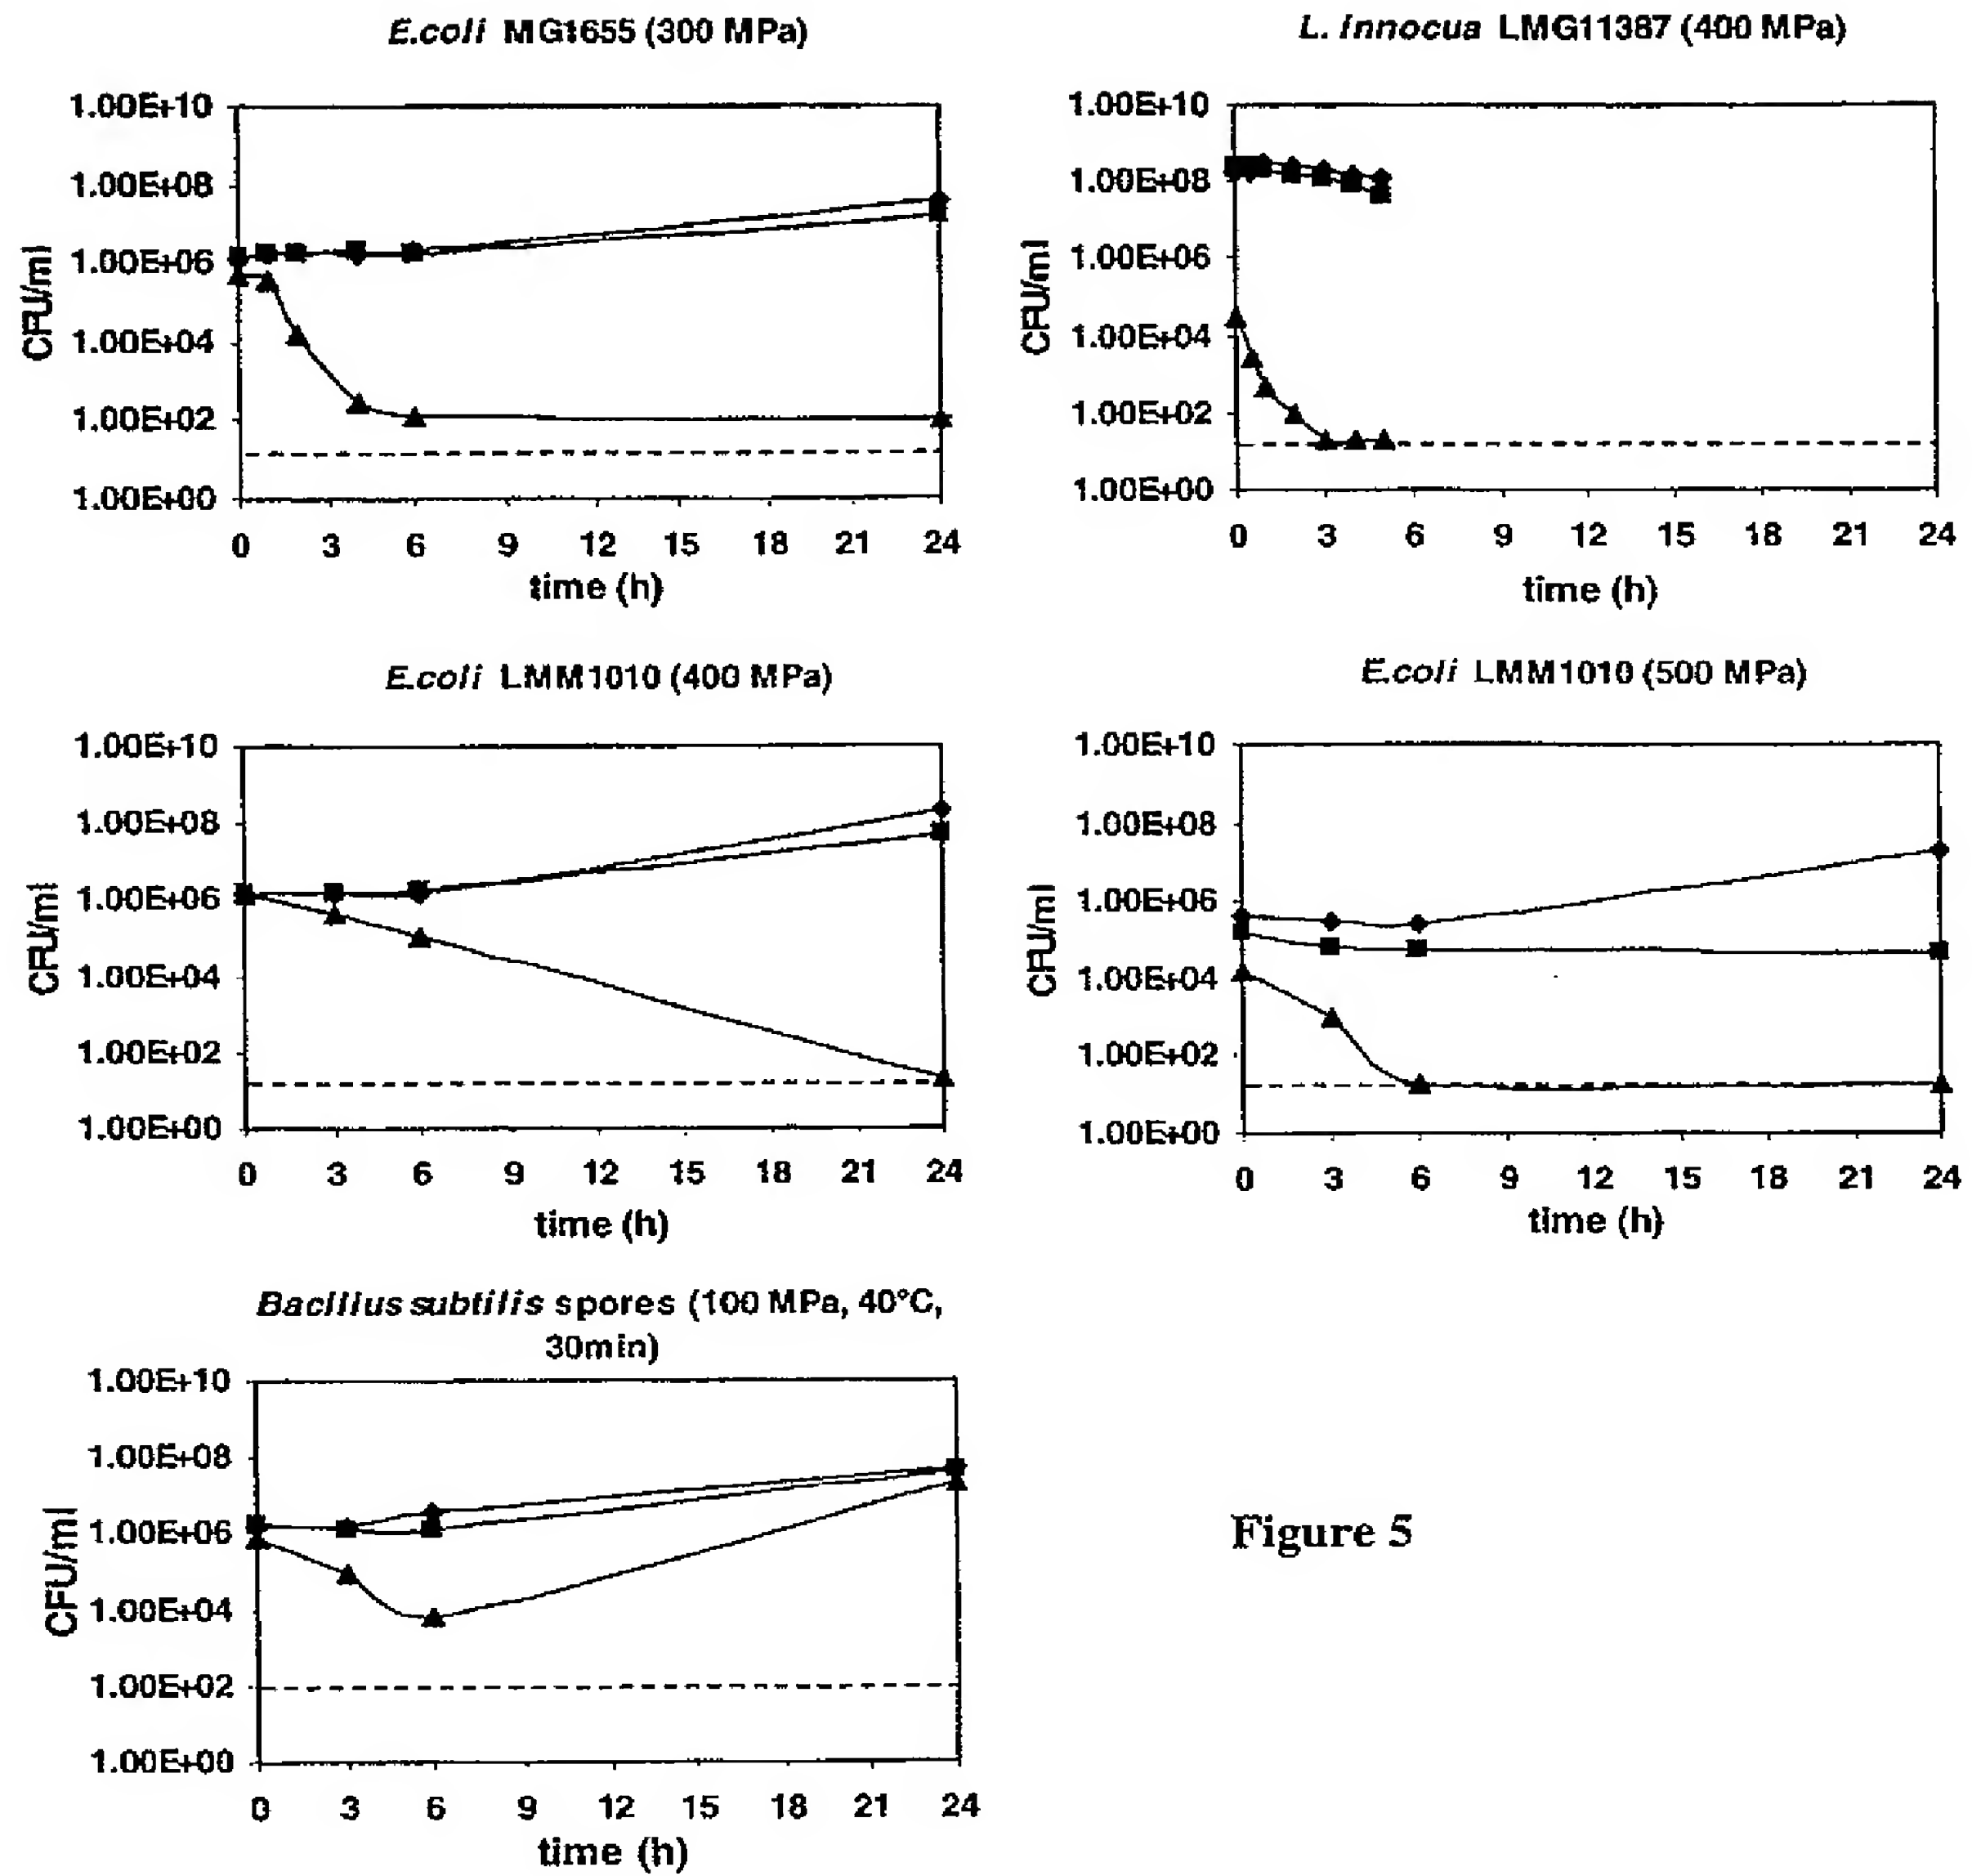 E.coli MG1655 (300 MPa)
1.00E+10
1.00E+08
1.00E+06
1.00E+04
1.00E+02
1.00E+00
CFU/ml
0 3 6 9 12 15 18 21 24
time (h)
L. innocua LMG11387 (400 MPa)
1.00E+10
1.00E+08
1.00E+06
1.00E+04
1.00E+02
1.00E+00
CFU/ml
0 3 6 9 12 15 18 21 24
time (h)
E.coli LMM1010 (400 MPa)
1.00E+10
1.00E+08
1.00E+06
1.00E+04
1.00E+02
1.00E+00
CFU/ml
0 3 6 9 12 15 18 21 24
time (h)
E.coli LMM1010 (500 MPa)
1.00E+10
1.00E+08
1.00E+06
1.00E+04
1.00E+02
1.00E+00
CFU/ml
0 3 6 9 12 15 18 21 24
time (h)
Bacillus subtilis spores (100 MPa, 40°C,
30min)
1.00E+10
1.00E+08
1.00E+06
1.00E+04
1.00E+02
1.00E+00
CFU/ml
0 3 6 9 12 15 18 21 24
time (h)
Figure 5